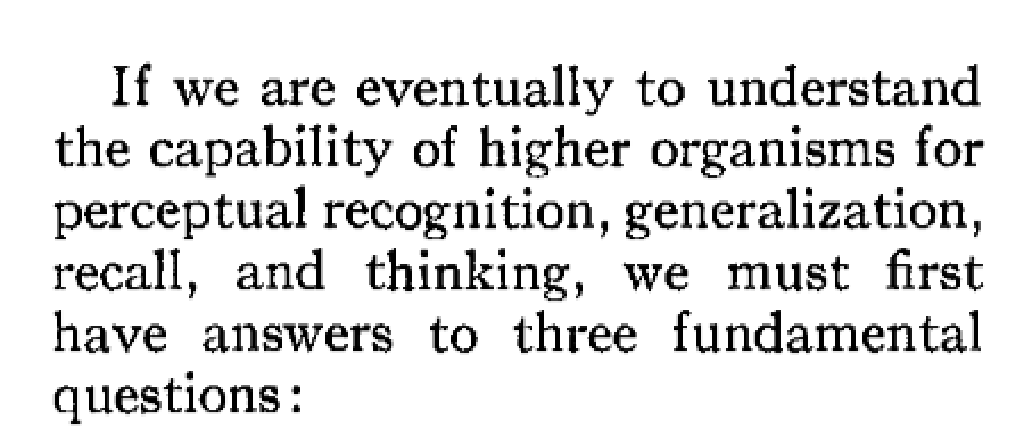 If we are eventually to understand
the capability of higher organisms for
perceptual recognition, generalization,
recall, and thinking, we must first
have answers to three fundamental
questions: